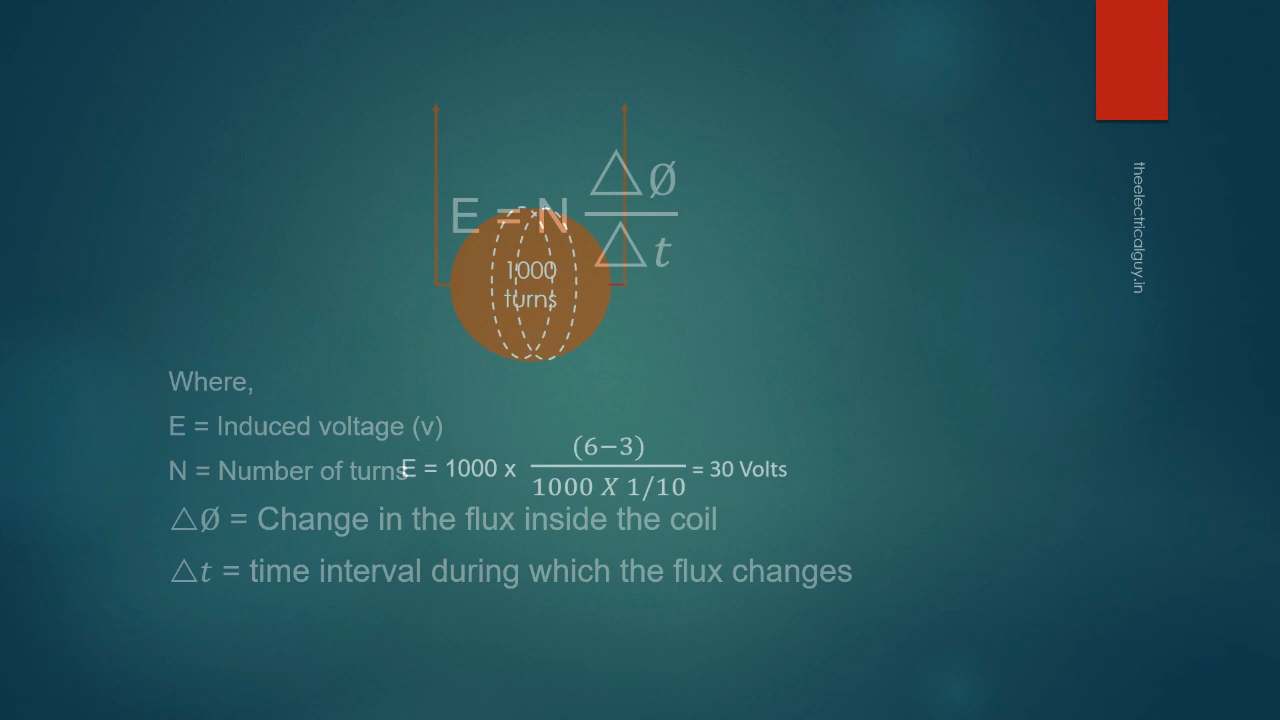 E = N △Ø / △t
1000
turns
theelectricalguy.in
Where,
E = Induced voltage (v)
N = Number of turns
E = 1000 x (6−3) / 1000 X 1/10 = 30 Volts
△Ø = Change in the flux inside the coil
△t = time interval during which the flux changes